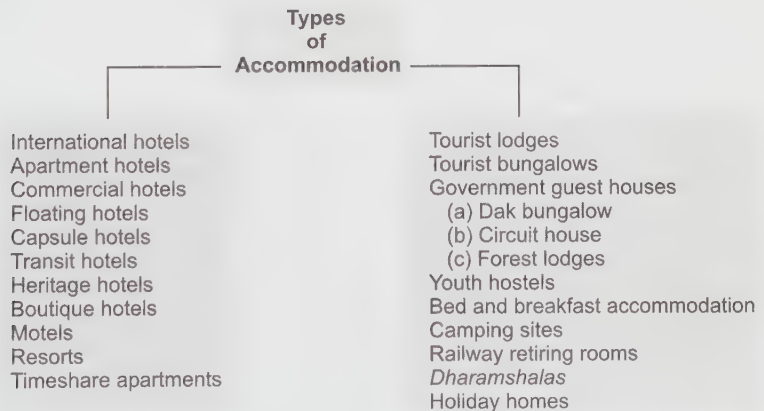 Types
of
Accommodation
International hotels
Apartment hotels
Commercial hotels
Floating hotels
Capsule hotels
Transit hotels
Heritage hotels
Boutique hotels
Motels
Resorts
Timeshare apartments
Tourist lodges
Tourist bungalows
Government guest houses
(a) Dak bungalow
(b) Circuit house
(c) Forest lodges
Youth hostels
Bed and breakfast accommodation
Camping sites
Railway retiring rooms
Dharamshalas
Holiday homes